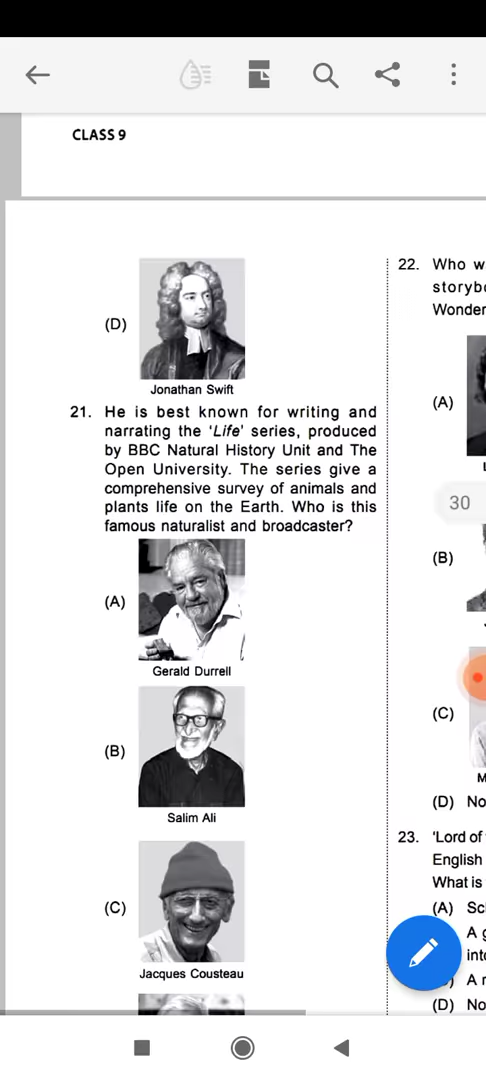 CLASS 9
(D)
Jonathan Swift
21. He is best known for writing and
narrating the 'Life' series, produced
by BBC Natural History Unit and The
Open University. The series give a
comprehensive survey of animals and
plants life on the Earth. Who is this
famous naturalist and broadcaster?
(A)
Gerald Durrell
(B)
Salim Ali
(C)
Jacques Cousteau
22. Who w
storybo
Wonder
(A)
30
(B)
(C)
M
(D) No
23. 'Lord of
English
What is
(A) Sc
A g
into
A r
(D) No